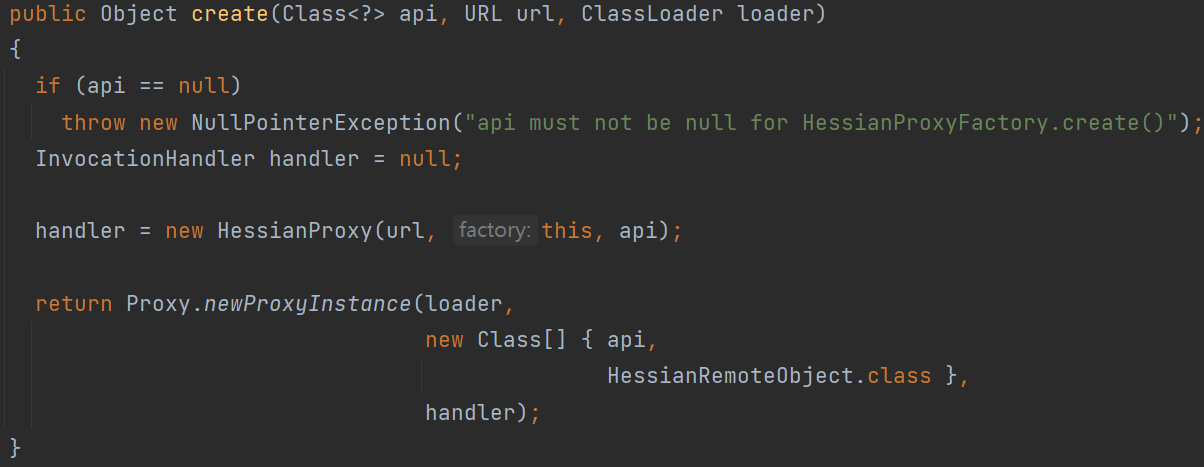 public Object create(Class<?> api, URL url, ClassLoader loader)
{
if (api == null)
throw new NullPointerException("api must not be null for HessianProxyFactory.create()");
InvocationHandler handler = null;
handler = new HessianProxy(url, factory: this, api);
return Proxy.newProxyInstance(loader,
new Class[] { api,
HessianRemoteObject.class },
handler);
}